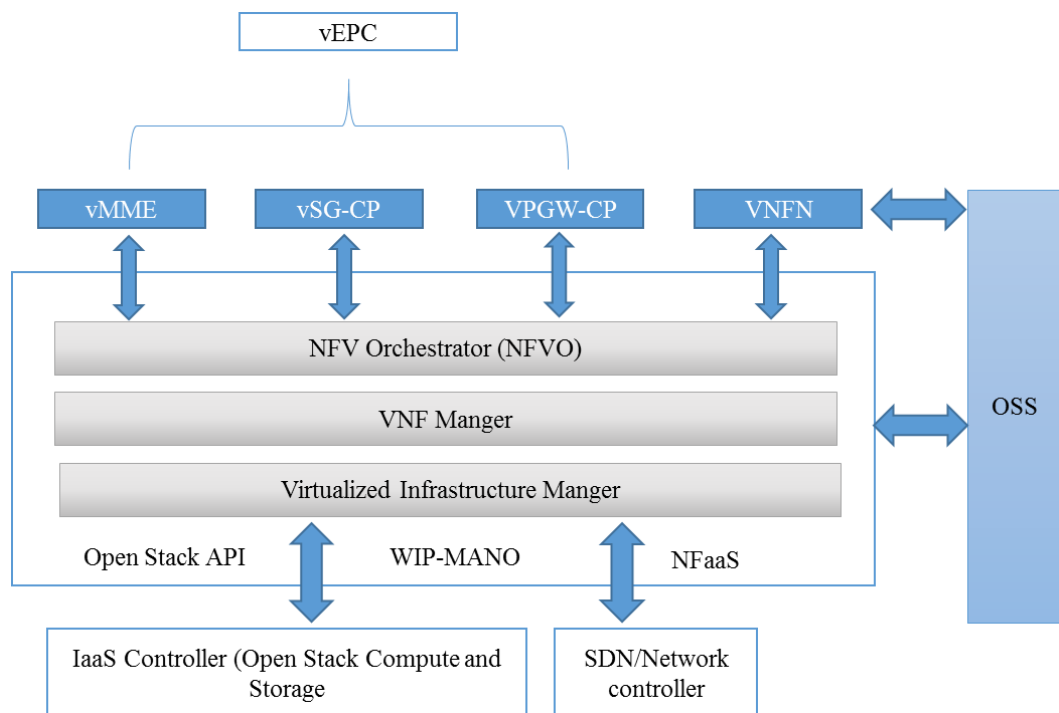 vEPC
vMME
vSG-CP
VPGW-CP
VNFN
NFV Orchestrator (NFVO)
VNF Manger
OSS
Virtualized Infrastructure Manger
Open Stack API
WIP-MANO
NFaaS
IaaS Controller (Open Stack Compute and
Storage
SDN/Network
controller